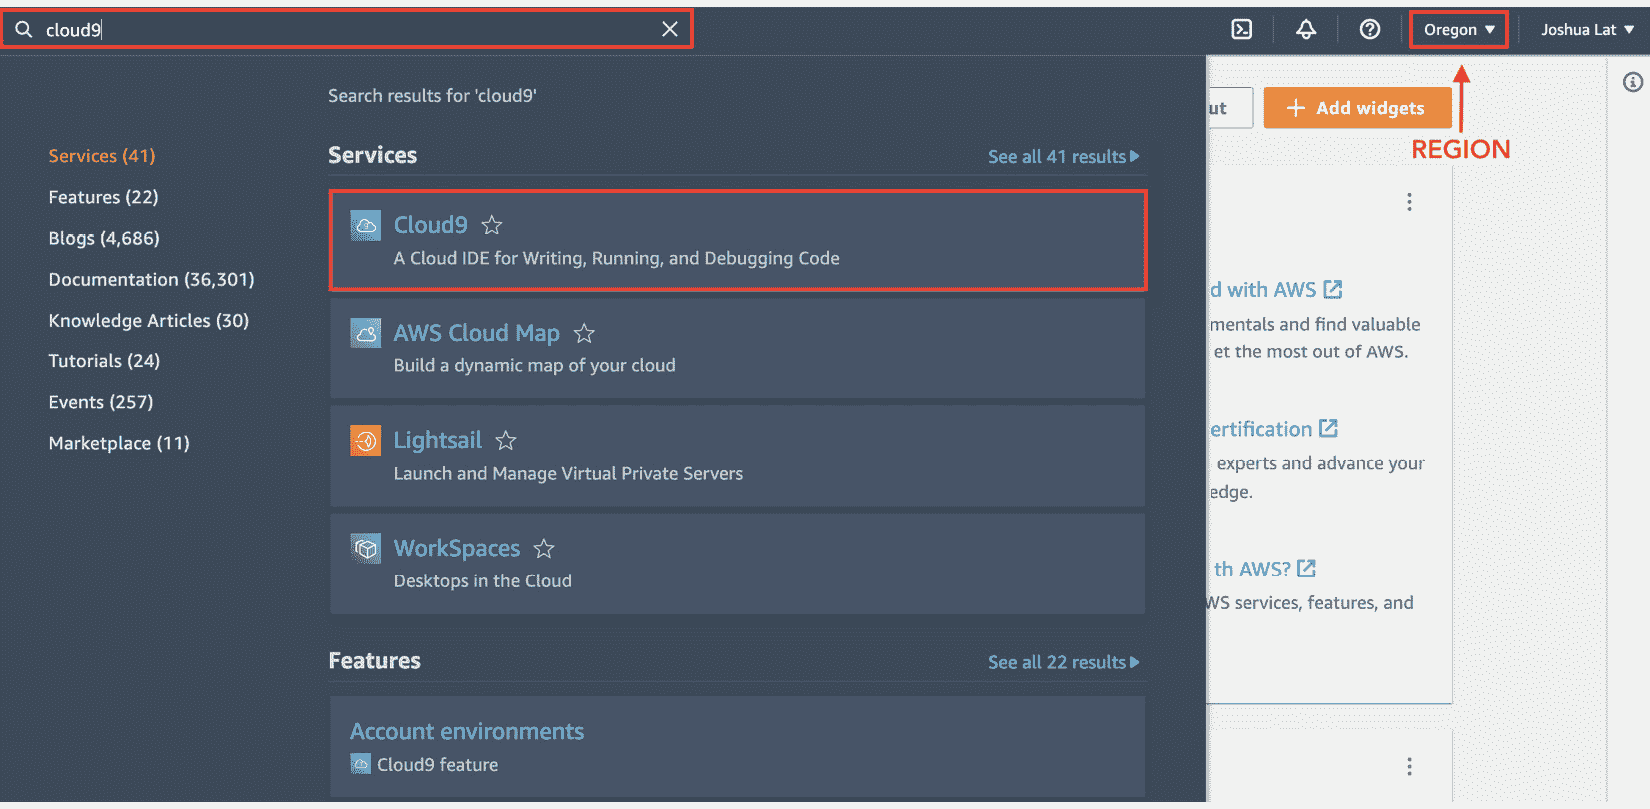 cloud9
Oregon ▼
Joshua Lat ▼
Search results for 'cloud9'
Services (41)
Features (22)
Blogs (4,686)
Documentation (36,301)
Knowledge Articles (30)
Tutorials (24)
Events (257)
Marketplace (11)
Services
See all 41 results
Cloud9
A Cloud IDE for Writing, Running, and Debugging Code
AWS Cloud Map
Build a dynamic map of your cloud
Lightsail
Launch and Manage Virtual Private Servers
WorkSpaces
Desktops in the Cloud
Features
See all 22 results
Account environments
Cloud9 feature
ut
+ Add widgets
REGION
d with AWS
mentals and find valuable
et the most out of AWS.
ertification
experts and advance your
edge.
th AWS?
WS services, features, and